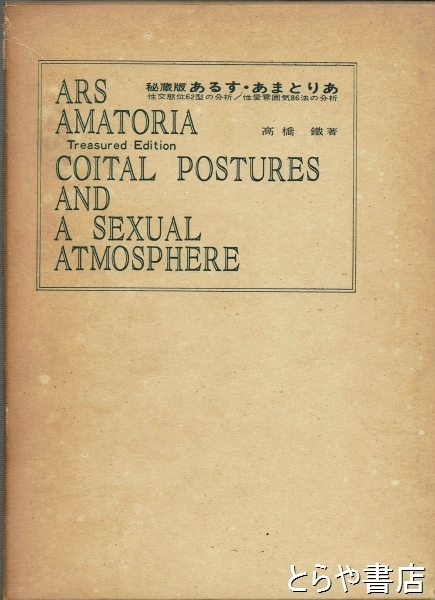 ARS
秘蔵版 あるす・あまとりあ
性交態位62型の分析/性愛雰囲気86法の分析
AMATORIA
高橋 鐵著
Treasured Edition
COITAL POSTURES
AND
A SEXUAL
ATMOSPHERE
とらや書店